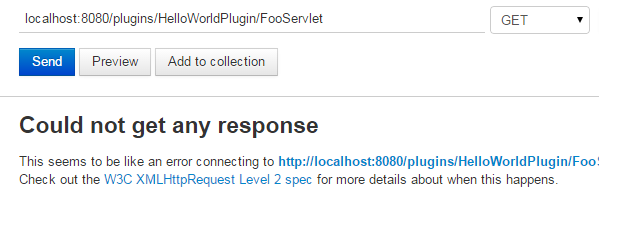 localhost:8080/plugins/HelloWorldPlugin/FooServlet GET
Send Preview Add to collection
Could not get any response
This seems to be like an error connecting to http://localhost:8080/plugins/HelloWorldPlugin/Foo
Check out the W3C XMLHttpRequest Level 2 spec for more details about when this happens.